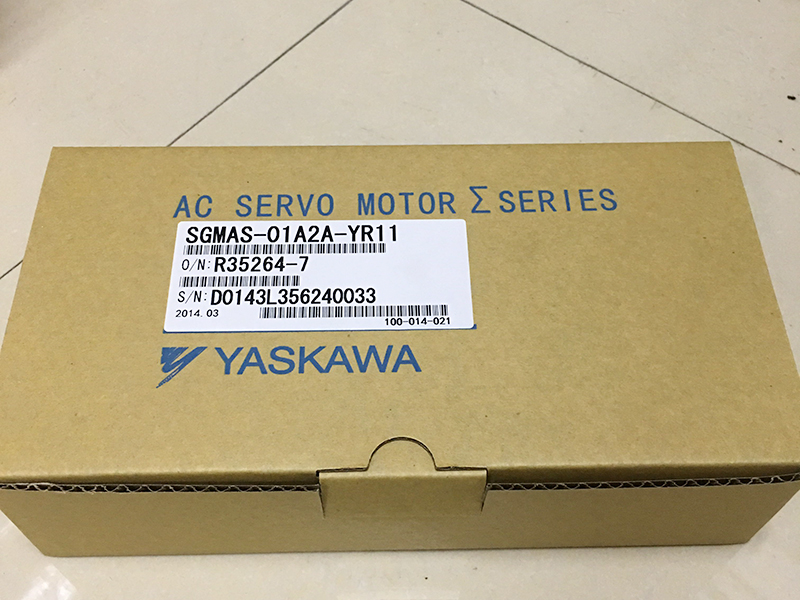 AC SERVO MOTOR Σ SERIES
SGMAS-01A2A-YR11
O/N: R35264-7
S/N: D0143L356240033
2014.03
100-014-021
YASKAWA